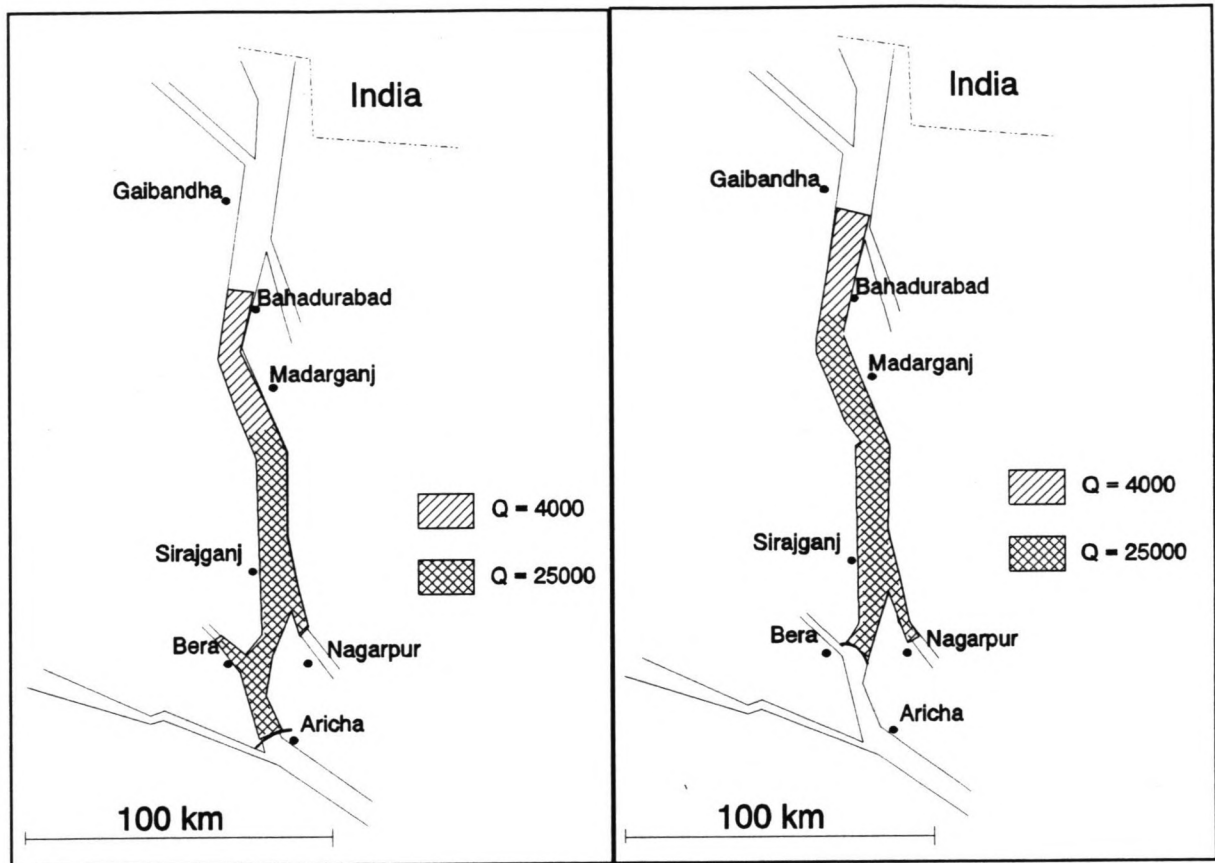 India
Gaibandha
Bahadurabad
Madarganj
Q = 4000
Sirajganj
Q = 25000
Bera
Nagarpur
Aricha
100 km
India
Gaibandha
Bahadurabad
Madarganj
Q = 4000
Sirajganj
Q = 25000
Bera
Nagarpur
Aricha
100 km